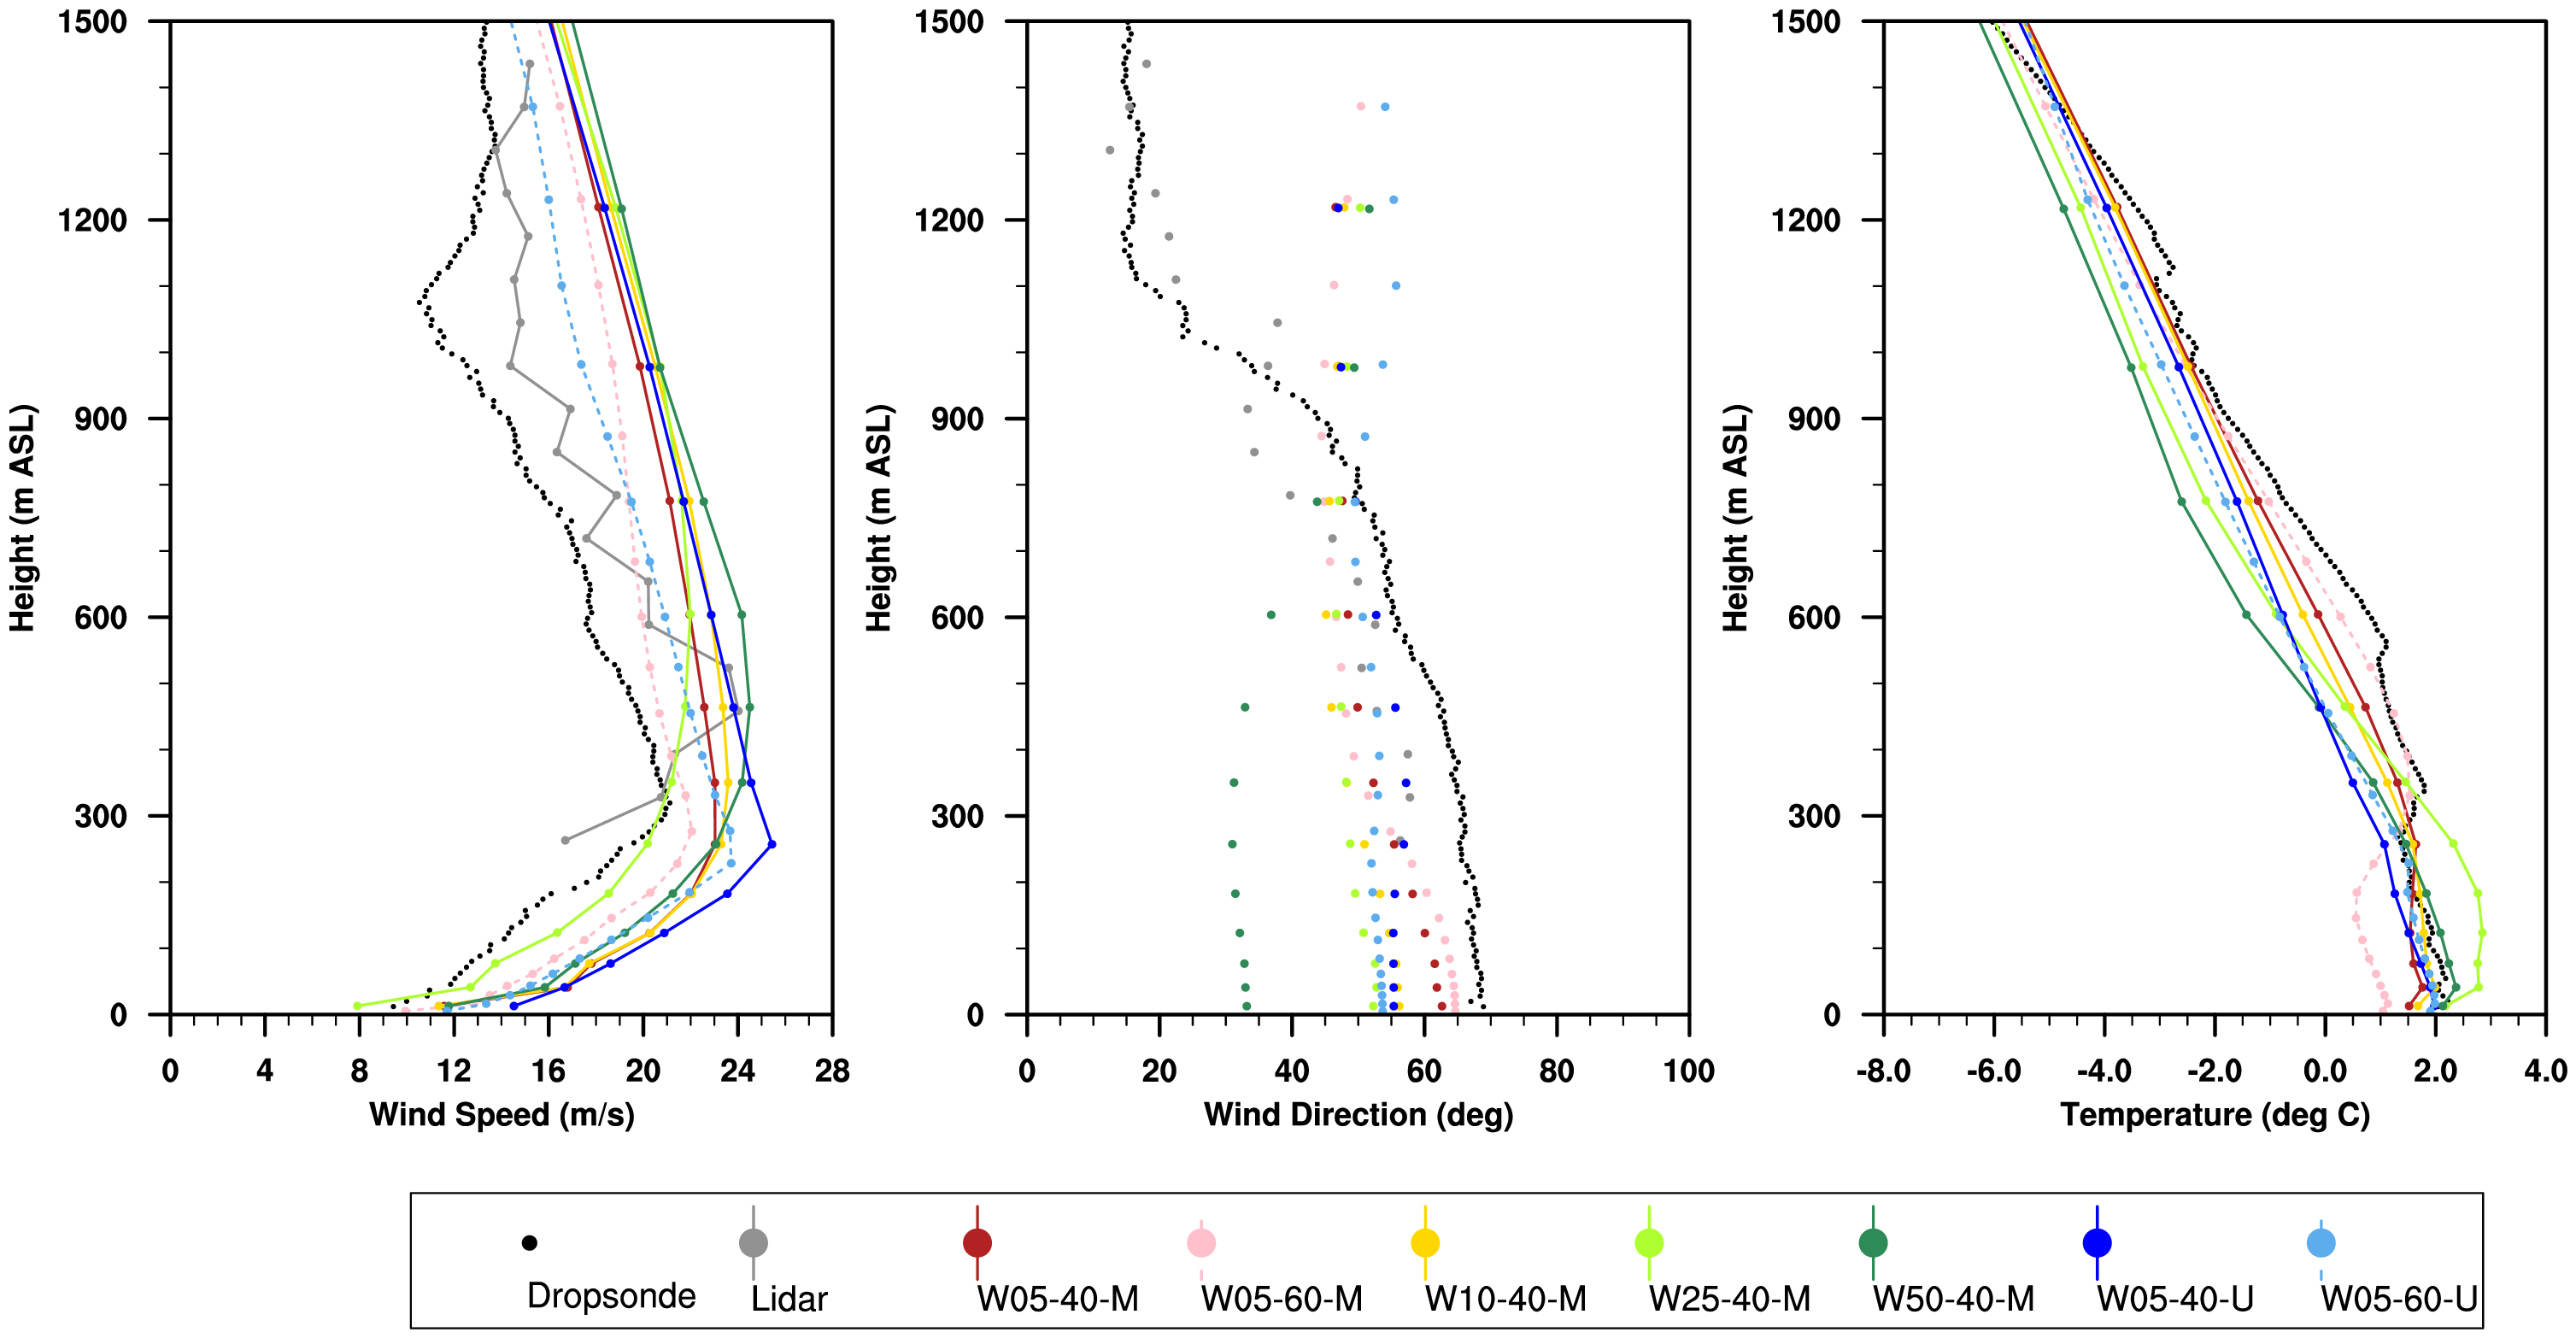 1500
1200
900
600
300
0
Height (m ASL)
0 4 8 12 16 20 24 28
Wind Speed (m/s)
1500
1200
900
600
300
0
Height (m ASL)
0 20 40 60 80 100
Wind Direction (deg)
1500
1200
900
600
300
0
Height (m ASL)
-8.0 -6.0 -4.0 -2.0 0.0 2.0 4.0
Temperature (deg C)
Dropsonde Lidar W05-40-M W05-60-M W10-40-M W25-40-M W50-40-M W05-40-U W05-60-U